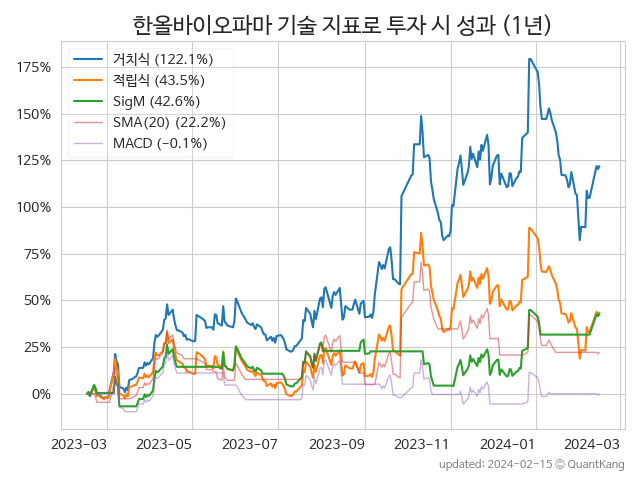 한올바이오파마 기술 지표로 투자 시 성과 (1년)
거치식 (122.1%)
적립식 (43.5%)
SigM (42.6%)
SMA(20) (22.2%)
MACD (−0.1%)
175%
150%
125%
100%
75%
50%
25%
0%
2023-03
2023-05
2023-07
2023-09
2023-11
2024-01
2024-03
updated: 2024-02-15 © QuantKang